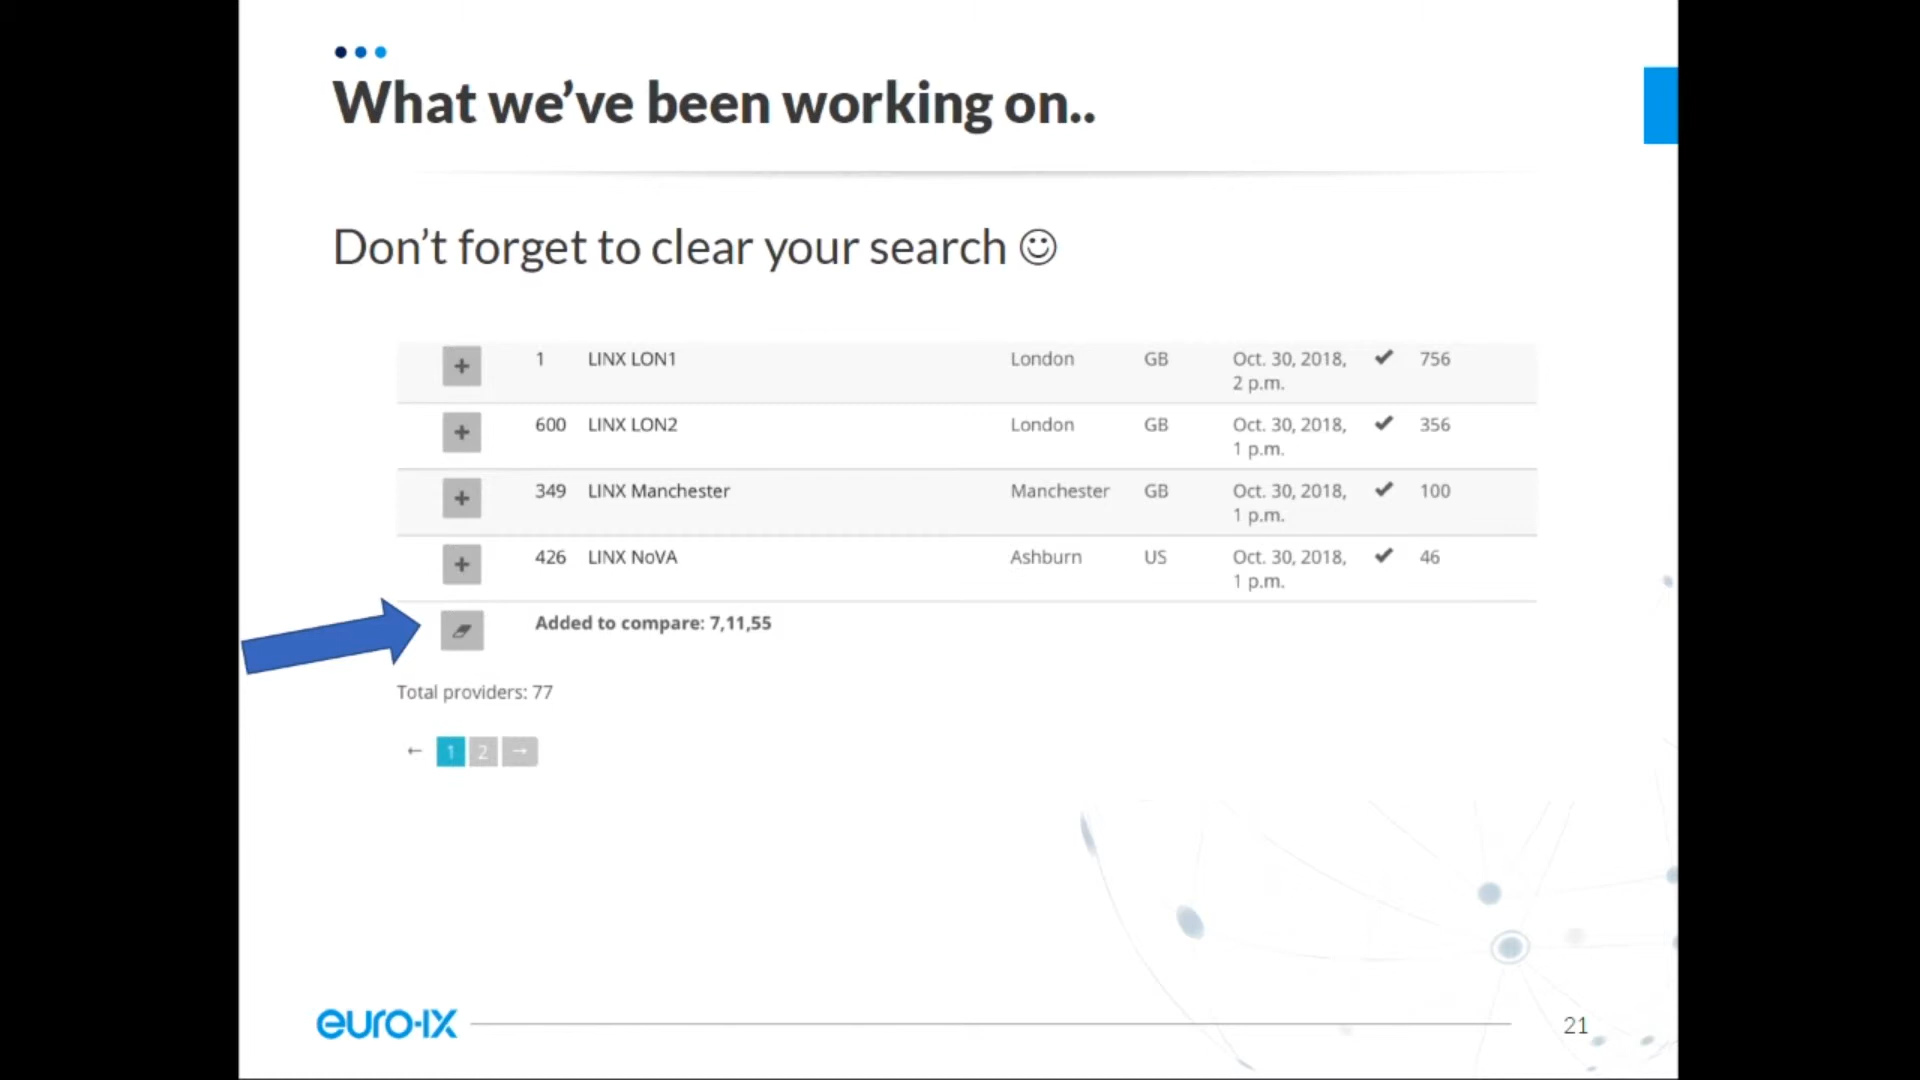 What we’ve been working on..
Don’t forget to clear your search ☺
+ 1 LINX LON1 London GB Oct. 30, 2018, ✔ 756
2 p.m.
+ 600 LINX LON2 London GB Oct. 30, 2018, ✔ 356
1 p.m.
+ 349 LINX Manchester Manchester GB Oct. 30, 2018, ✔ 100
1 p.m.
+ 426 LINX NoVA Ashburn US Oct. 30, 2018, ✔ 46
1 p.m.
Added to compare: 7,11,55
Total providers: 77
← 1 2 →
euro-IX
21